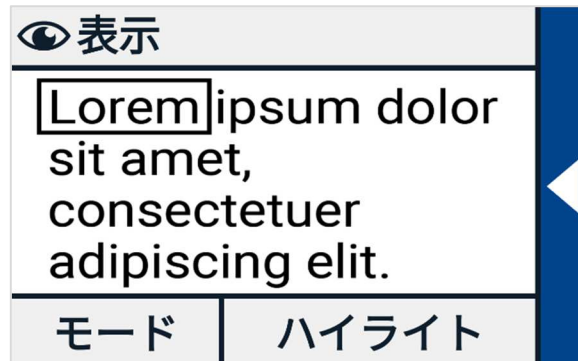 表示
Lorem ipsum dolor
sit amet,
consectetuer
adipiscing elit.
モード
ハイライト